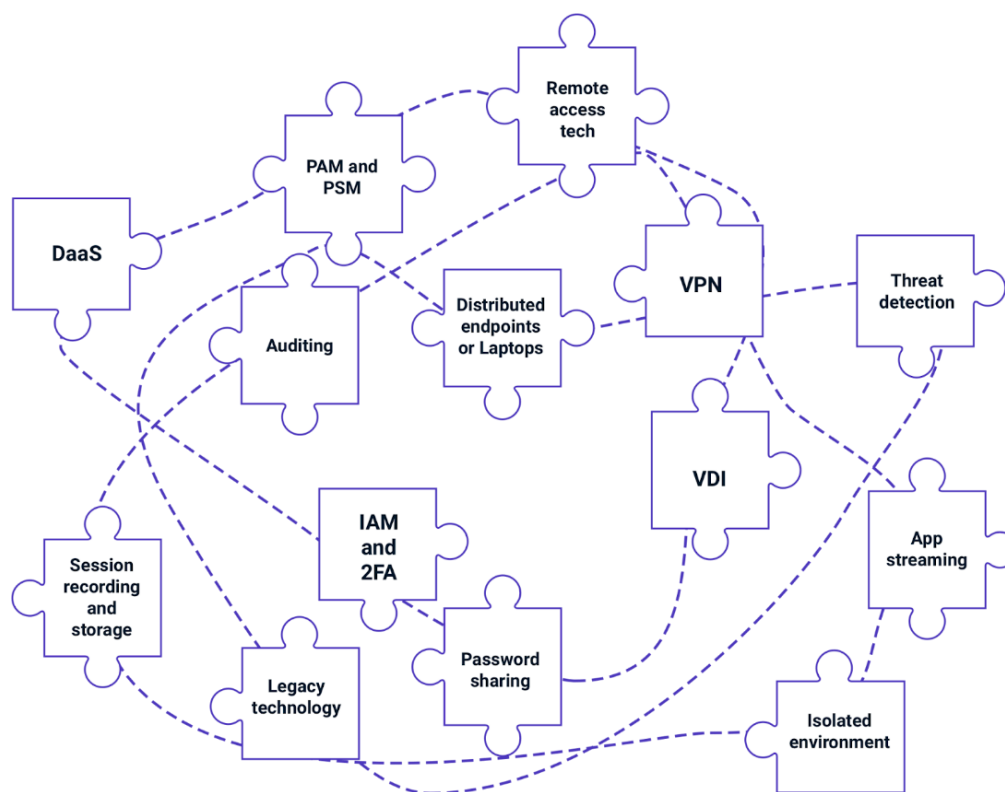 Remote
access
tech
PAM and
PSM
DaaS
VPN
Threat
detection
Distributed
endpoints
or Laptops
Auditing
VDI
IAM
and
2FA
App
streaming
Session
recording
and
storage
Password
sharing
Legacy
technology
Isolated
environment